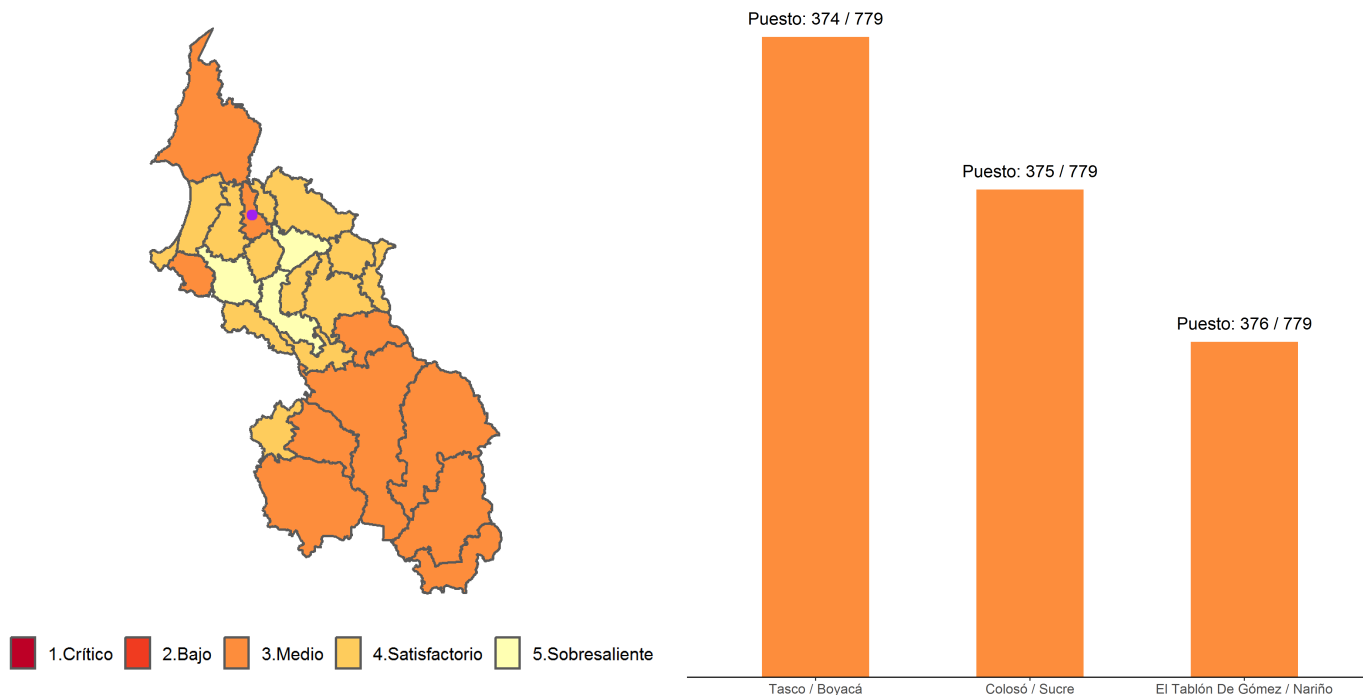 Puesto: 374 / 779
Puesto: 375 / 779
Puesto: 376 / 779
1.Crítico
2.Bajo
3.Medio
4.Satisfactorio
5.Sobresaliente
Tasco / Boyacá
Colosó / Sucre
El Tablón De Gómez / Nariño